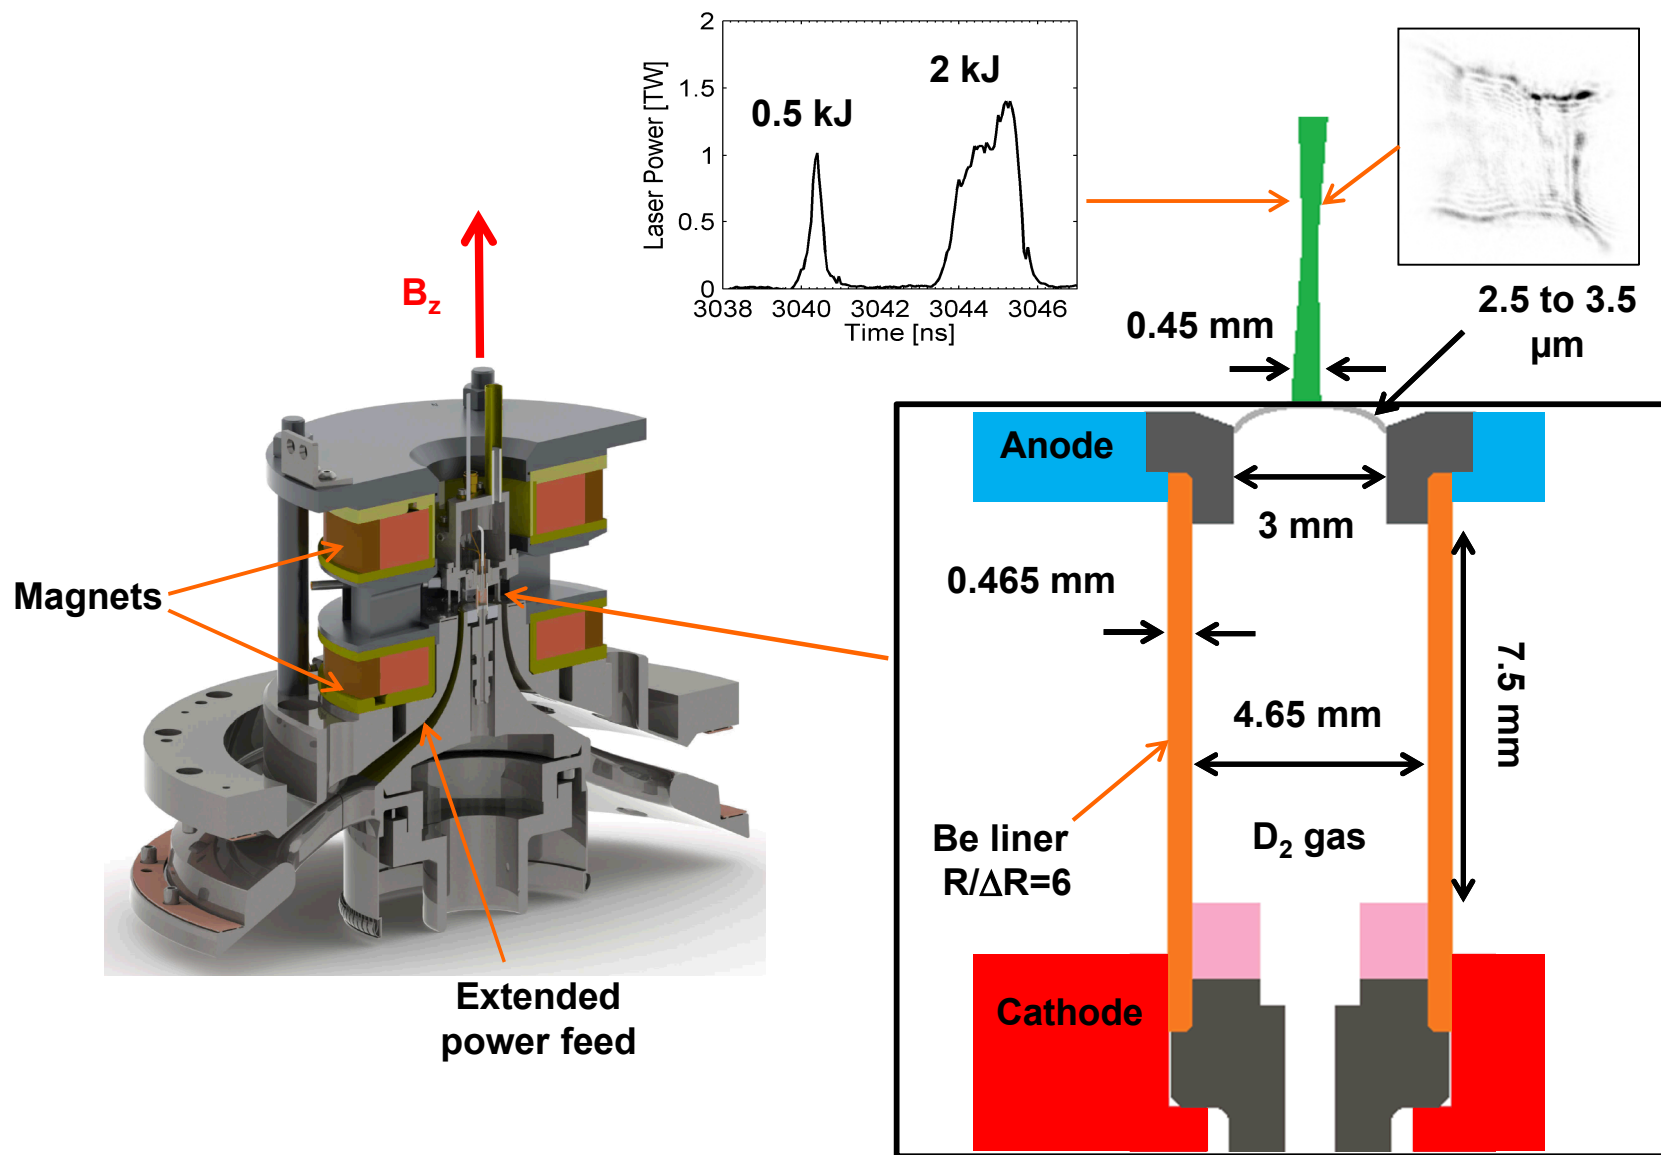 2
1.5
1
0.5
0
Laser Power [TW]
0.5 kJ
2 kJ
3038 3040 3042 3044 3046
Time [ns]
B_z
0.45 mm
2.5 to 3.5
µm
Anode
3 mm
0.465 mm
Magnets
7.5 mm
4.65 mm
Be liner
R/ΔR=6
D₂ gas
Extended
power feed
Cathode